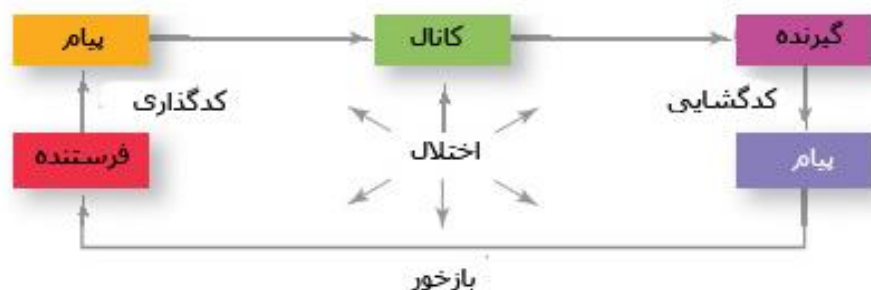 پیام
کانال
گیرنده
کدگذاری
کدگشایی
فرستنده
اختلال
پیام
بازخور